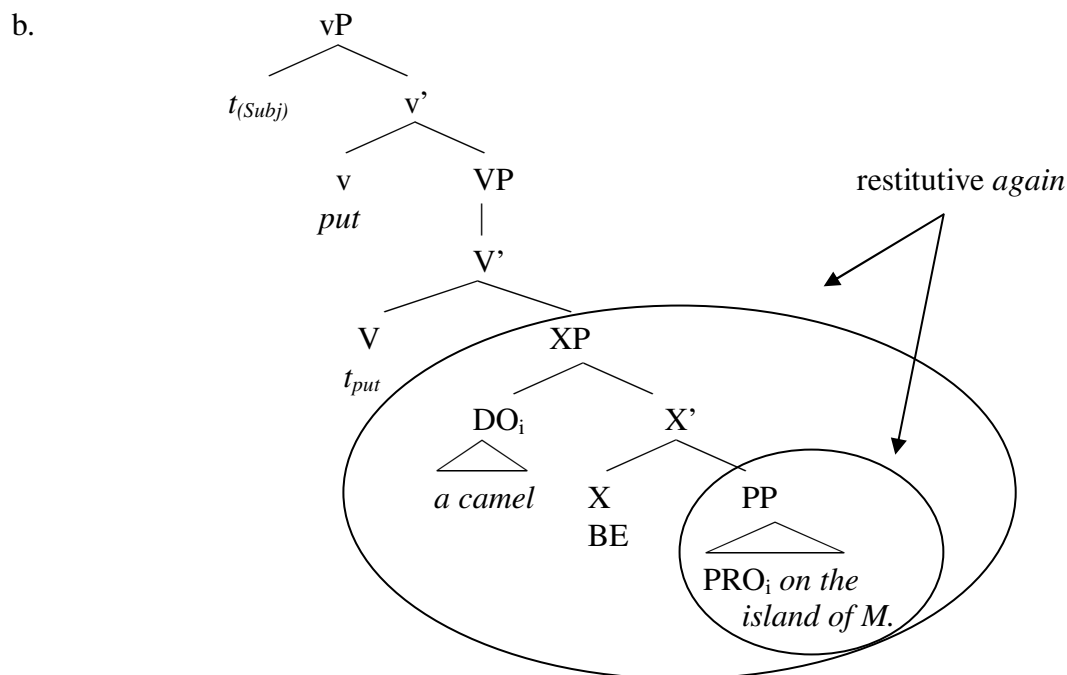 b. vP
t(Subj) v’
v VP restitutive again
put
V’
V XP
tput
DOi X’
a camel X PP
BE
PROi on the
island of M.